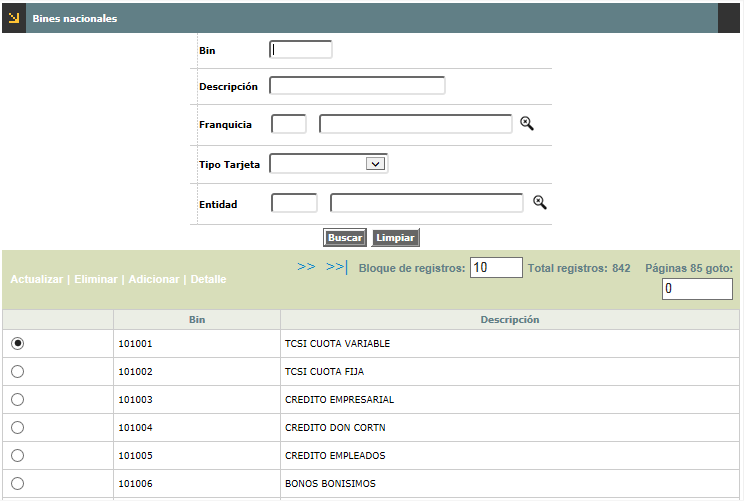 Bines nacionales
Bin
Descripción
Franquicia
Tipo Tarjeta
Entidad
Buscar Limpiar
Actualizar | Eliminar | Adicionar | Detalle >> >>| Bloque de registros: 10 Total registros: 842 Páginas 85 goto: 0
Bin Descripción
101001 TCSI CUOTA VARIABLE
101002 TCSI CUOTA FIJA
101003 CREDITO EMPRESARIAL
101004 CREDITO DON CORTN
101005 CREDITO EMPLEADOS
101006 BONOS BONISIMOS